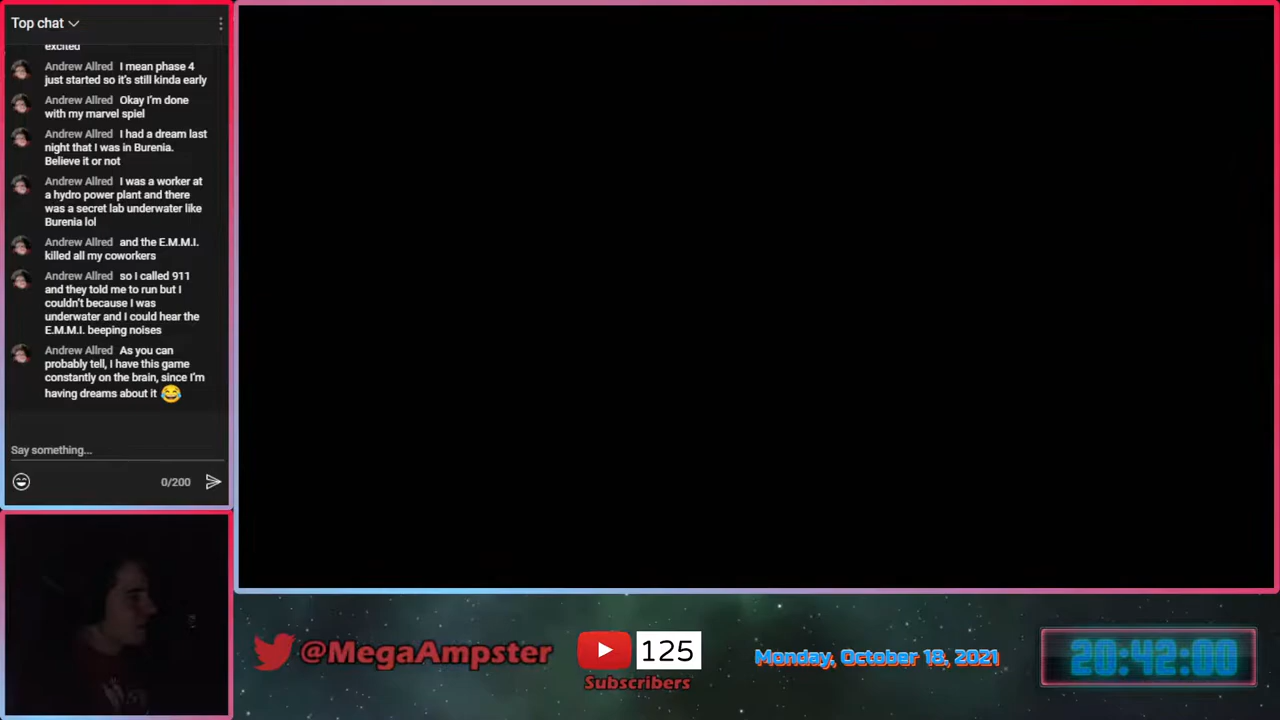 Top chat
excited
Andrew Allred I mean phase 4
just started so it's still kinda early
Andrew Allred Okay I'm done
with my marvel spiel
Andrew Allred I had a dream last
night that I was in Burenia.
Believe it or not
Andrew Allred I was a worker at
a hydro power plant and there
was a secret lab underwater like
Burenia lol
Andrew Allred and the E.M.M.I.
killed all my coworkers
Andrew Allred so I called 911
and they told me to run but I
couldn't because I was
underwater and I could hear the
E.M.M.I. beeping noises
Andrew Allred As you can
probably tell, I have this game
constantly on the brain, since I'm
having dreams about it 😂
Say something...
0/200
@MegaAmpster
125
Subscribers
Monday, October 18, 2021
20:42:00